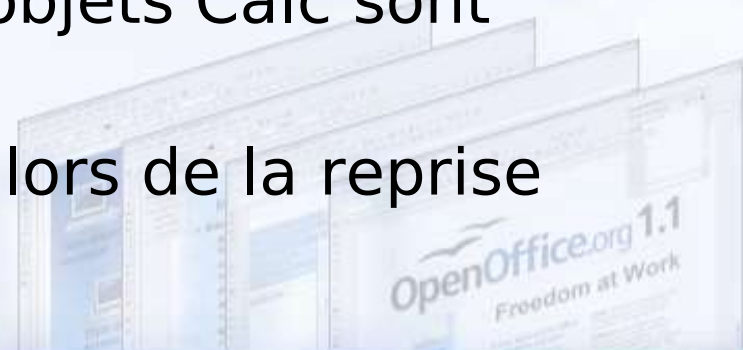 objets Calc sont
lors de la reprise
OpenOffice.org 1.1
Freedom at Work